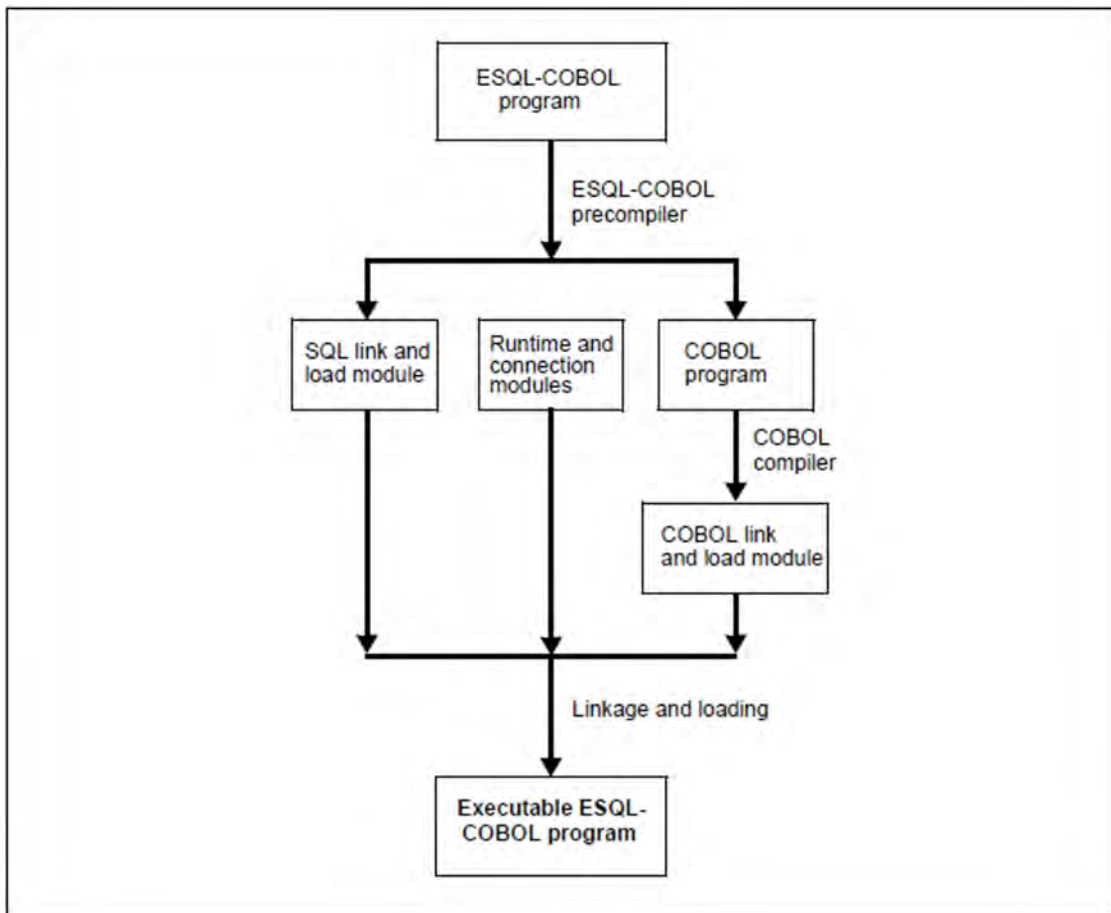 ESQL-COBOL
program
ESQL-COBOL
precompiler
SQL link and
load module
Runtime and
connection
modules
COBOL
program
COBOL
compiler
COBOL link
and load module
Linkage and loading
Executable ESQL-
COBOL program